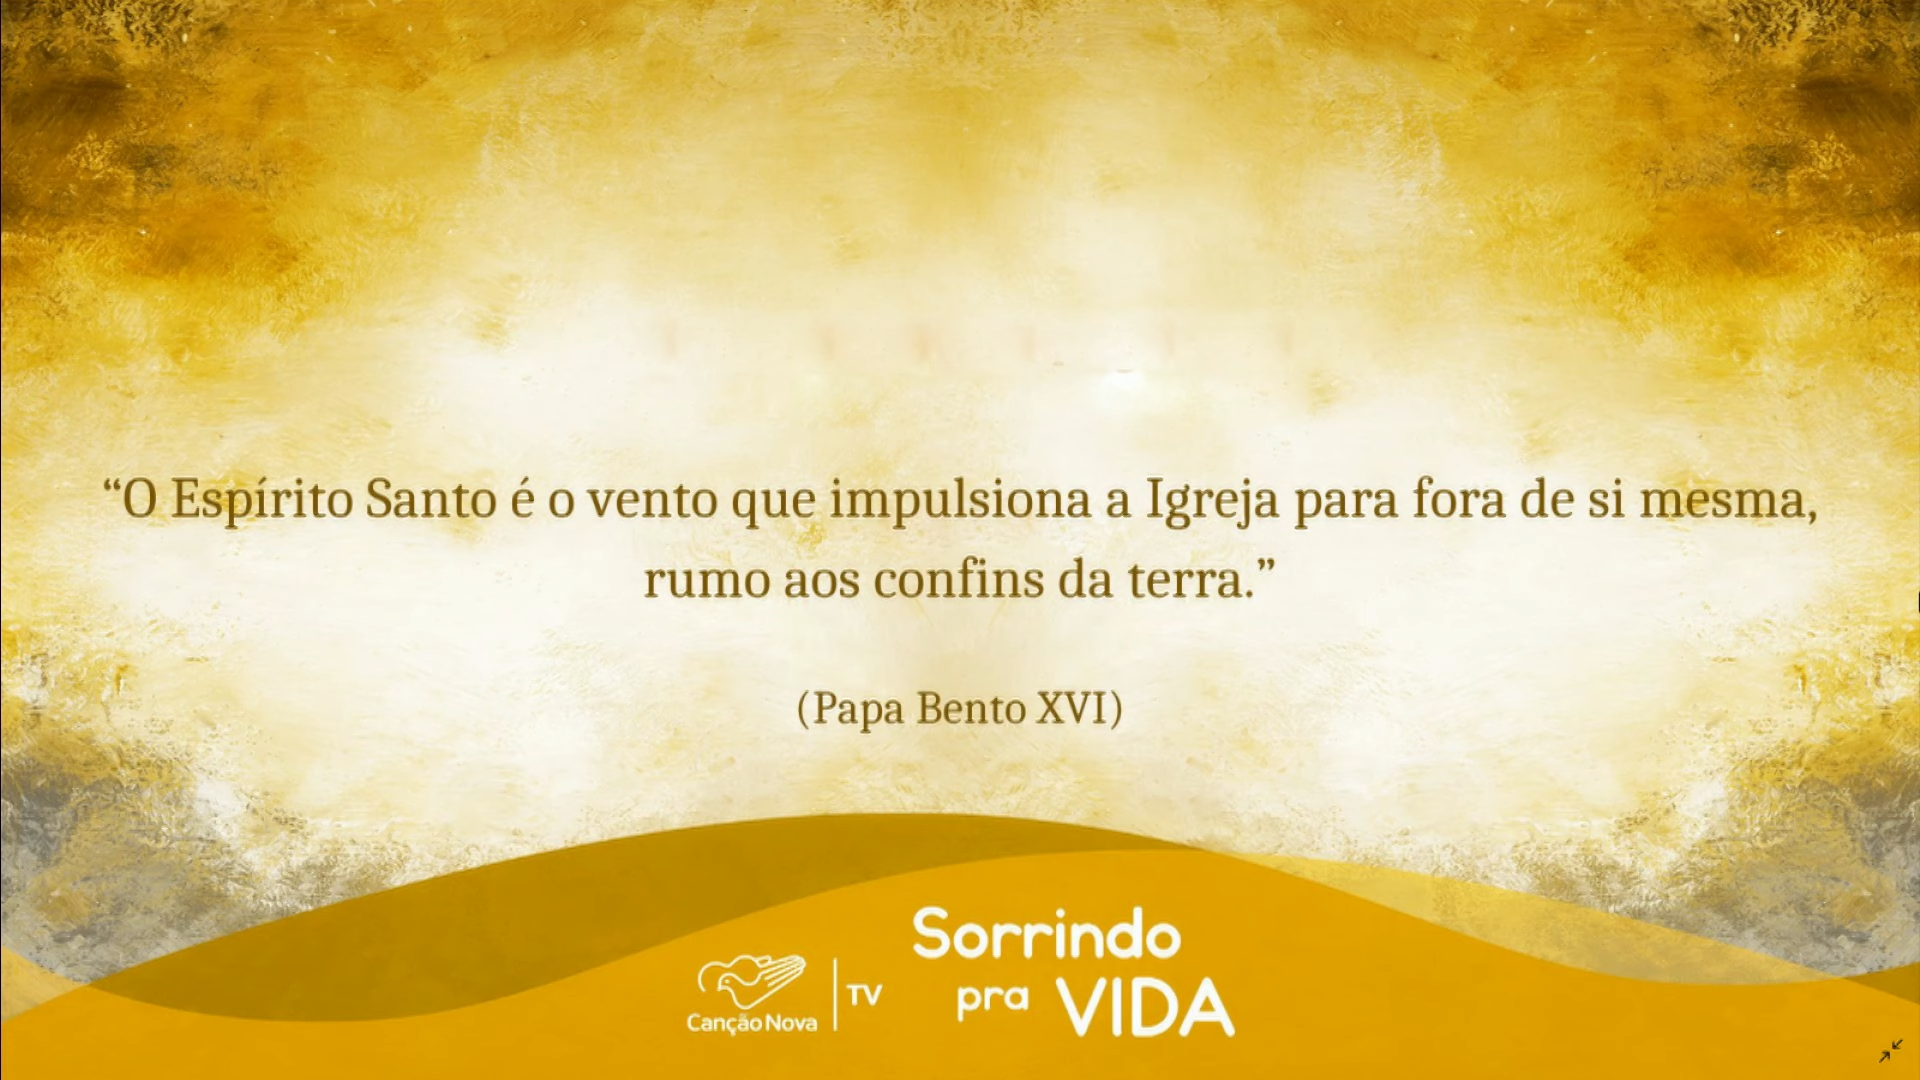 “O Espírito Santo é o vento que impulsiona a Igreja para fora de si mesma,
rumo aos confins da terra.”
(Papa Bento XVI)
Canção Nova
TV
Sorrindo
pra VIDA